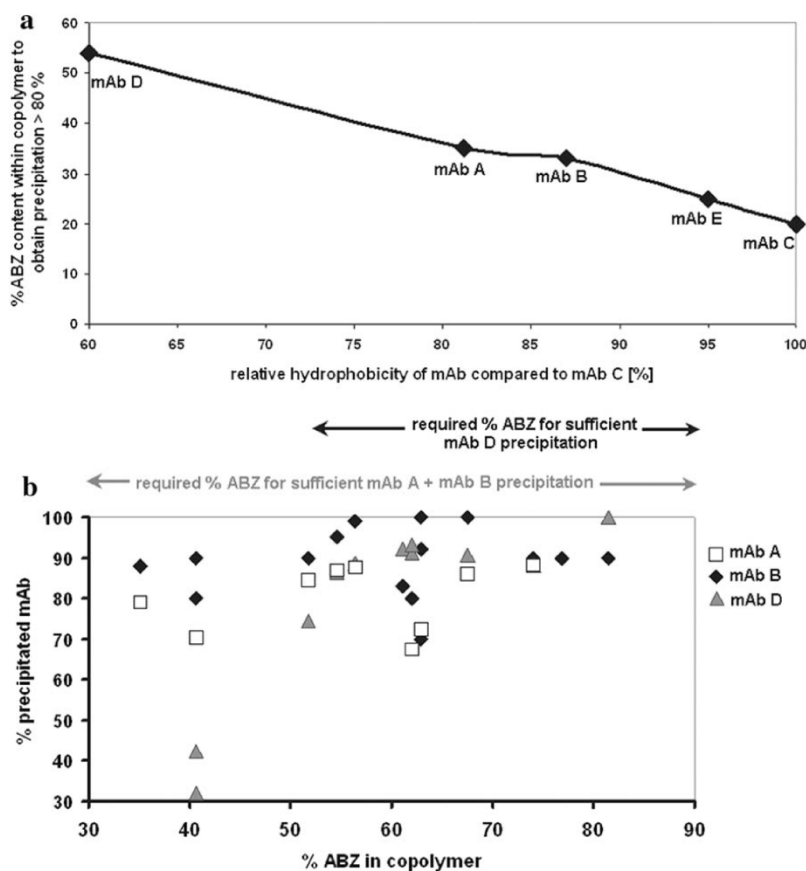 a
%ABZ content within copolymer to
obtain precipitation > 80 %
60
50
40
30
20
10
0
mAb D
mAb A
mAb B
mAb E
mAb C
60 65 70 75 80 85 90 95 100
relative hydrophobicity of mAb compared to mAb C [%]
required % ABZ for sufficient
mAb D precipitation
b
required % ABZ for sufficient mAb A + mAb B precipitation
% precipitated mAb
100
90
80
70
60
50
40
30
mAb A
mAb B
mAb D
30 40 50 60 70 80 90
% ABZ in copolymer